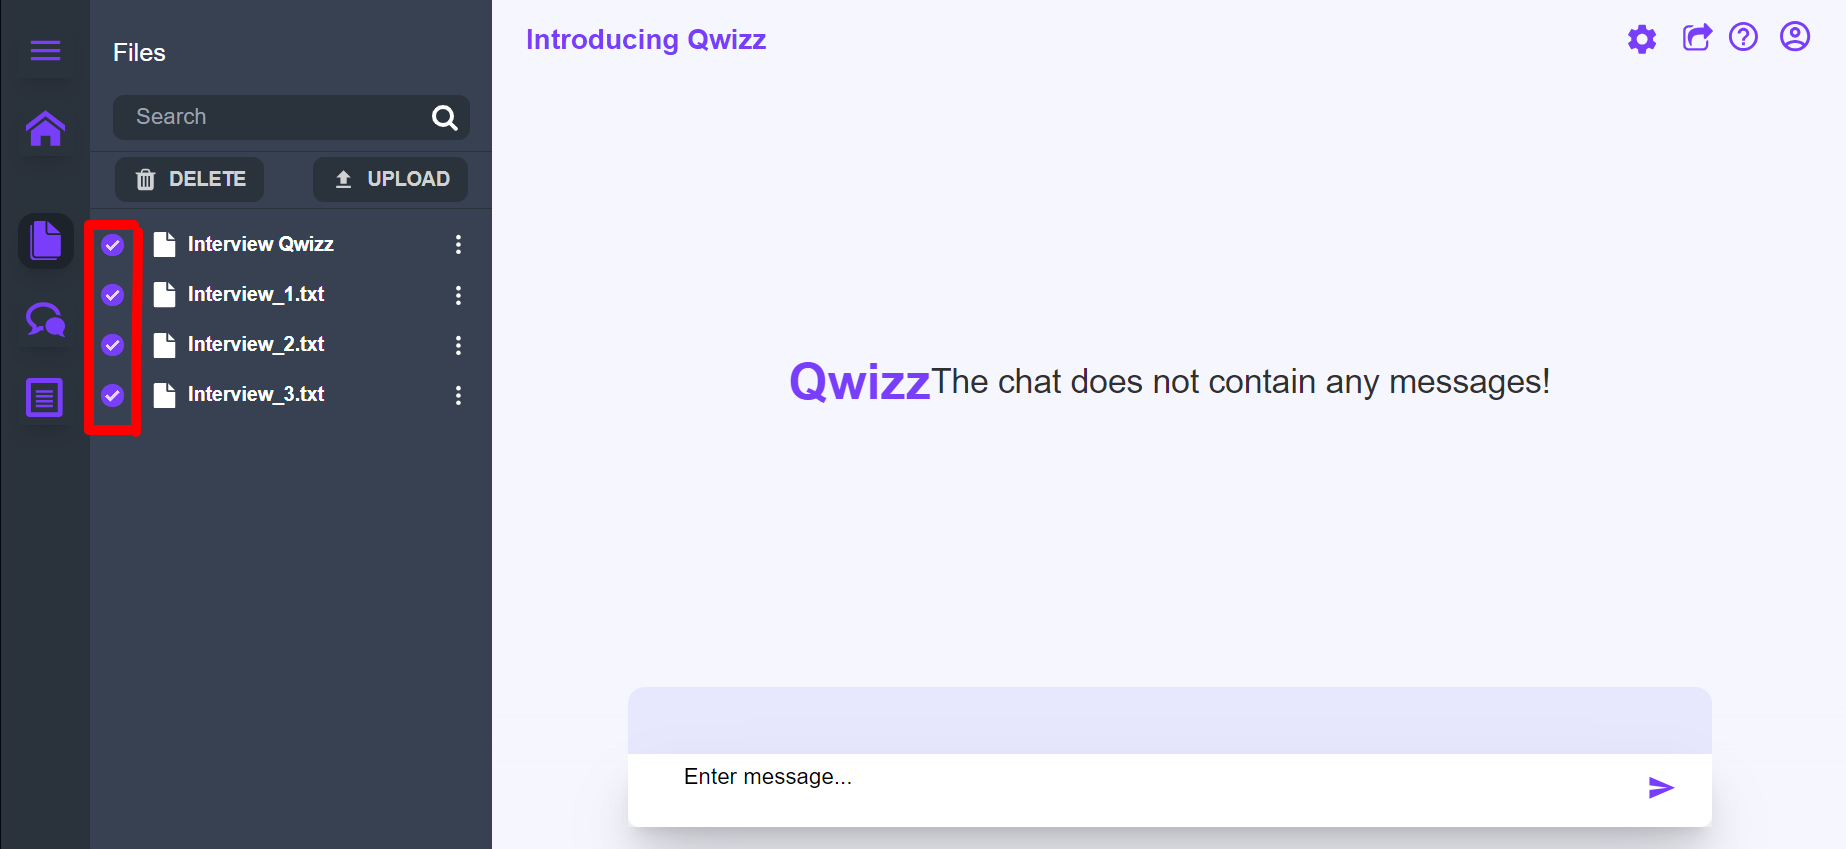 Files
Search
DELETE
UPLOAD
Interview Qwizz
Interview_1.txt
Interview_2.txt
Interview_3.txt
Introducing Qwizz
QwizzThe chat does not contain any messages!
Enter message...